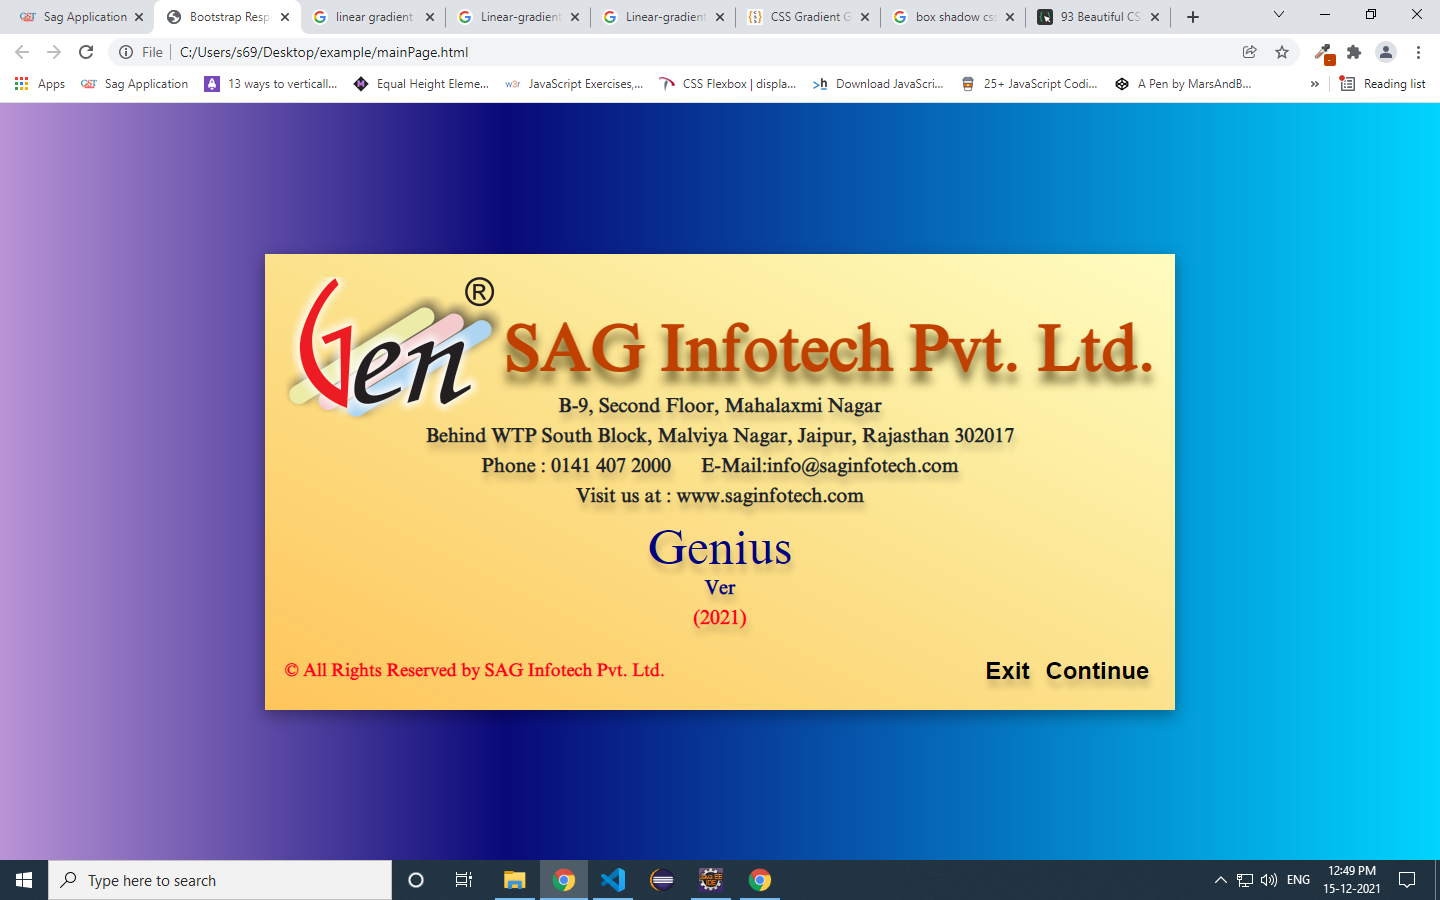 Sag Application
Bootstrap Resp
linear gradient
Linear-gradient
Linear-gradient
CSS Gradient G
box shadow css
93 Beautiful CS
File
C:/Users/s69/Desktop/example/mainPage.html
Apps
Sag Application
13 ways to verticall...
Equal Height Eleme...
w3r
JavaScript Exercises,...
CSS Flexbox | displa...
Download JavaScri...
25+ JavaScript Codi...
A Pen by MarsAndB...
»
Reading list
Gen ®
SAG Infotech Pvt. Ltd.
B-9, Second Floor, Mahalaxmi Nagar
Behind WTP South Block, Malviya Nagar, Jaipur, Rajasthan 302017
Phone : 0141 407 2000 E-Mail:info@saginfotech.com
Visit us at : www.saginfotech.com
Genius
Ver
(2021)
© All Rights Reserved by SAG Infotech Pvt. Ltd.
Exit Continue
Type here to search
ENG
12:49 PM
15-12-2021